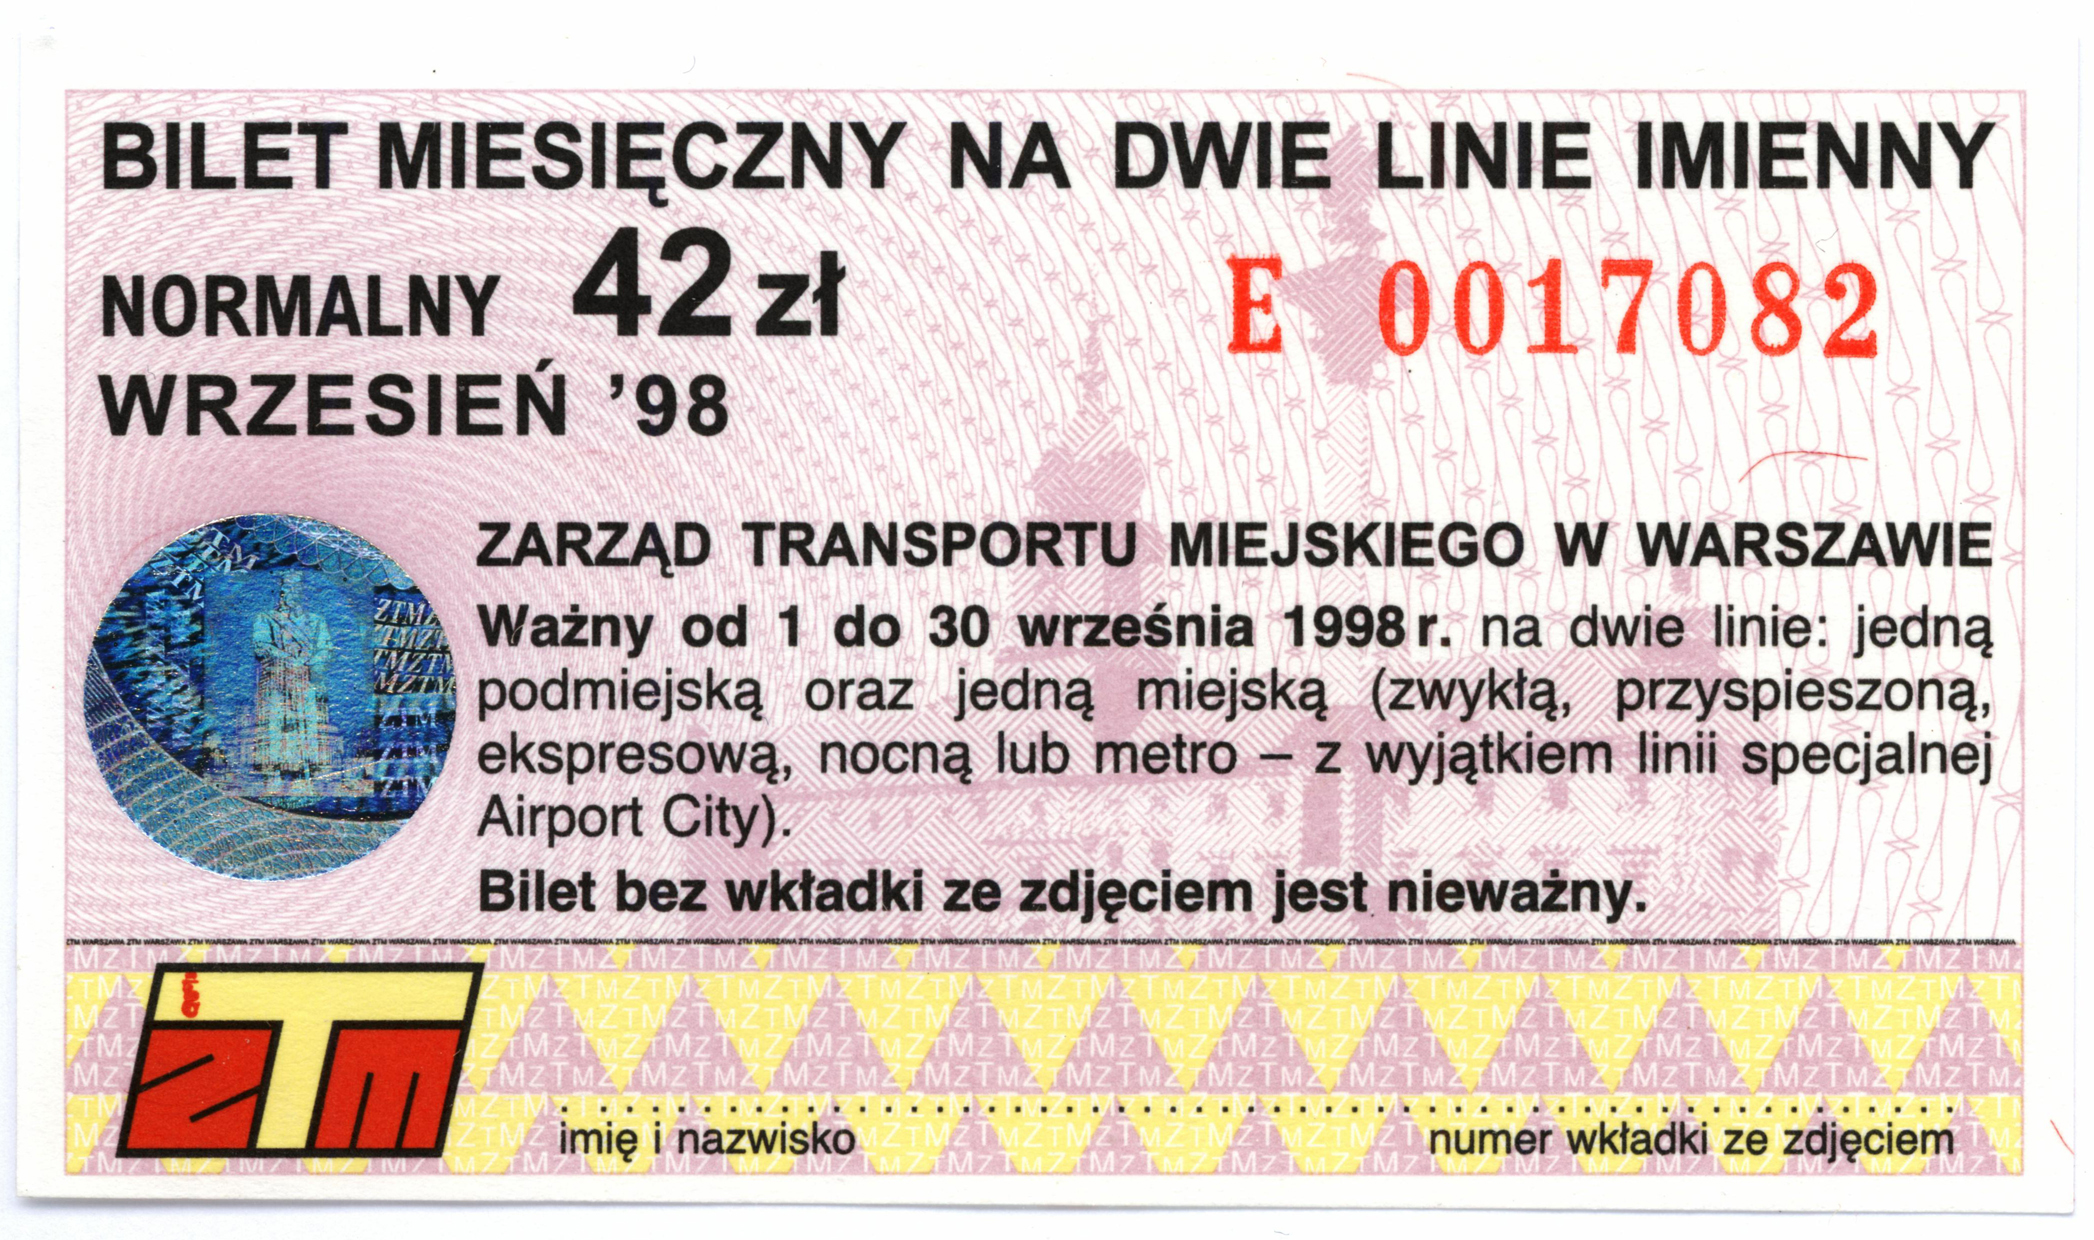 BILET MIESIĘCZNY NA DWIE LINIE IMIENNY
NORMALNY 42 zł
E 0017082
WRZESIEŃ '98
ZARZĄD TRANSPORTU MIEJSKIEGO W WARSZAWIE
Ważny od 1 do 30 września 1998 r. na dwie linie: jedną
podmiejską oraz jedną miejską (zwykłą, przyspieszoną,
ekspresową, nocną lub metro – z wyjątkiem linii specjalnej
Airport City).
Bilet bez wkładki ze zdjęciem jest nieważny.
ZTM
imię i nazwisko
numer wkładki ze zdjęciem